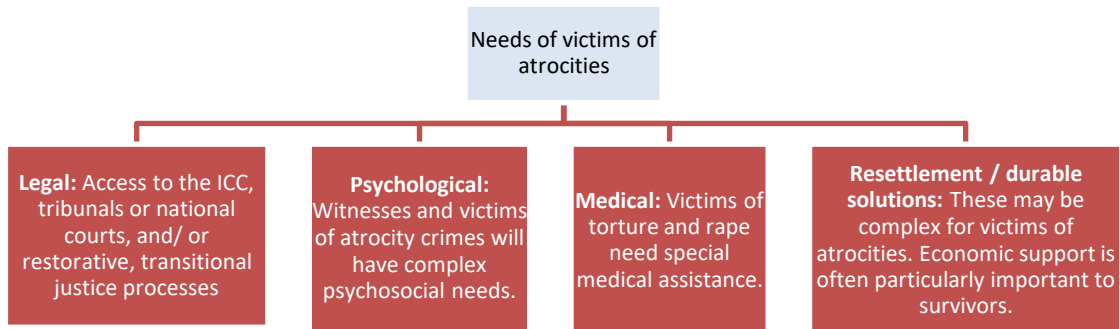 Needs of victims of
atrocities
Legal: Access to the ICC,
tribunals or national
courts, and/ or
restorative, transitional
justice processes
Psychological:
Witnesses and victims
of atrocity crimes will
have complex
psychosocial needs.
Medical: Victims of
torture and rape
need special
medical assistance.
Resettlement / durable
solutions: These may be
complex for victims of
atrocities. Economic support is
often particularly important to
survivors.